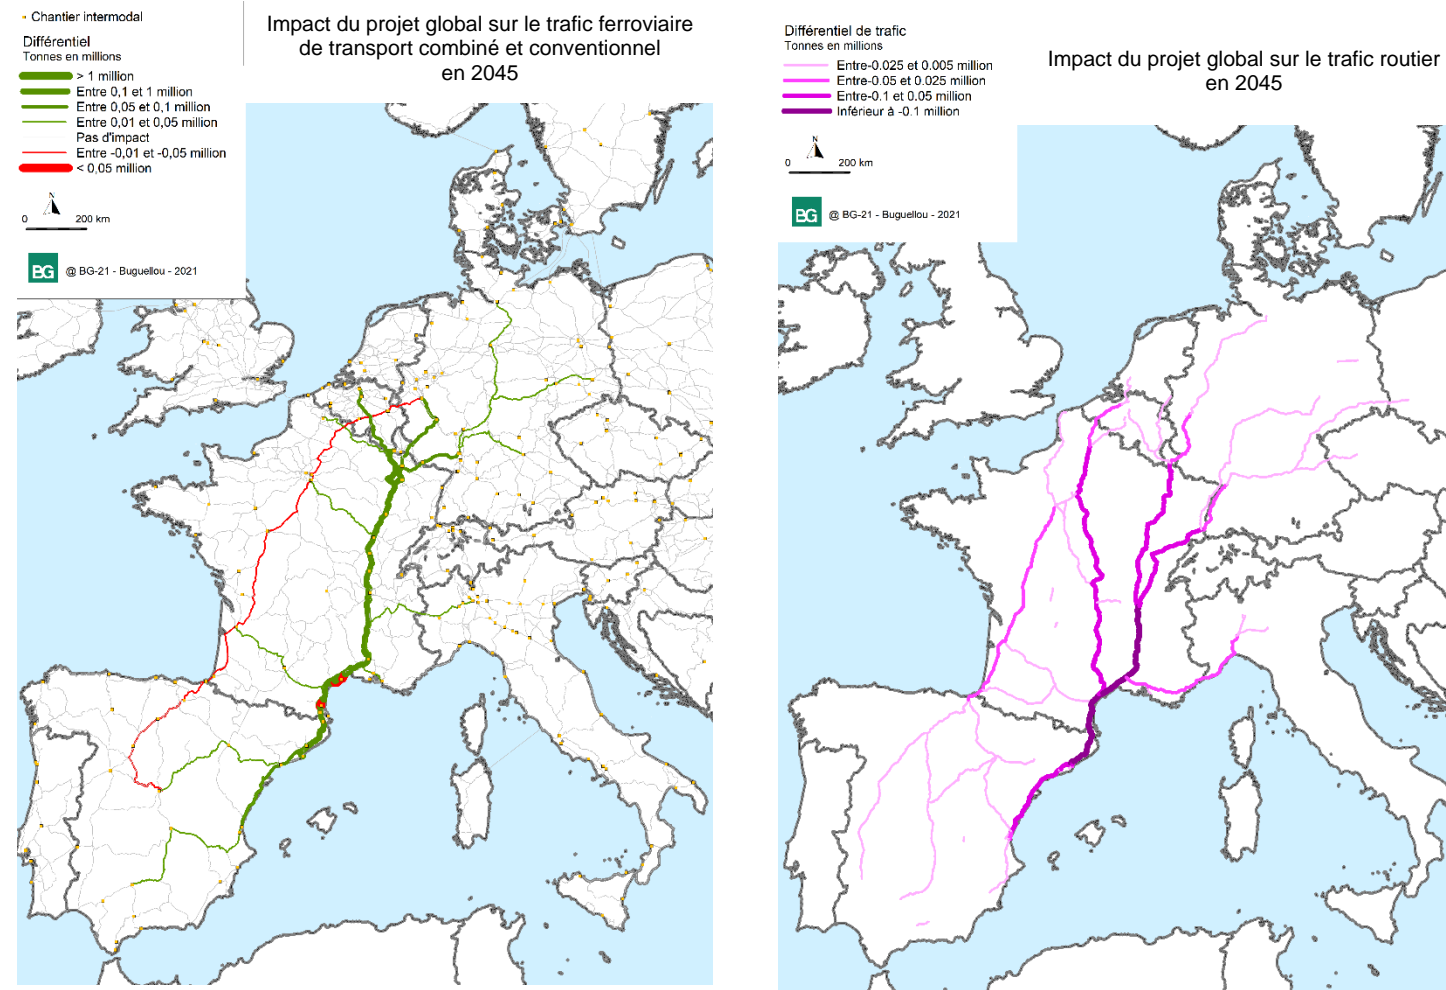 Chantier intermodal
Différentiel
Tonnes en millions
> 1 million
Entre 0,1 et 1 million
Entre 0,05 et 0,1 million
Entre 0,01 et 0,05 million
Pas d'impact
Entre -0,01 et -0,05 million
< 0,05 million
N
0 200 km
BG @ BG-21 - Buguellou - 2021
Impact du projet global sur le trafic ferroviaire
de transport combiné et conventionnel
en 2045
Différentiel de trafic
Tonnes en millions
Entre-0.025 et 0.005 million
Entre-0.05 et 0.025 million
Entre-0.1 et 0.05 million
Inférieur à -0.1 million
N
0 200 km
BG @ BG-21 - Buguellou - 2021
Impact du projet global sur le trafic routier
en 2045